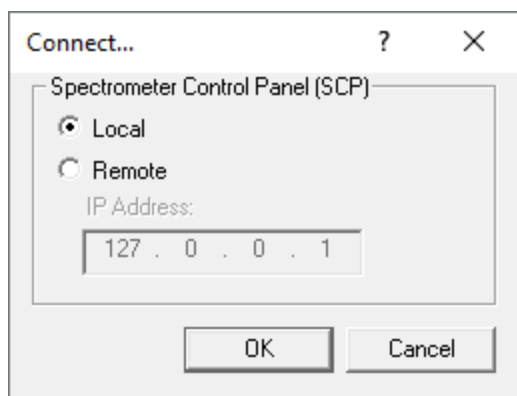 Connect...
?
Spectrometer Control Panel (SCP)
Local
Remote
IP Address:
127 . 0 . 0 . 1
OK
Cancel